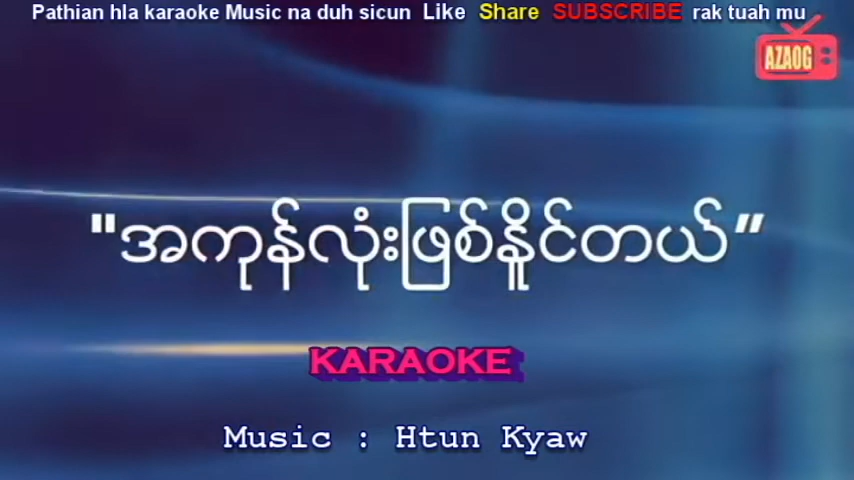 Pathian hla karaoke Music na duh sicun Like Share SUBSCRIBE rak tuah mu
AZAOG
"အကုန်လုံးဖြစ်နိူင်တယ်"
KARAOKE
Music : Htun Kyaw